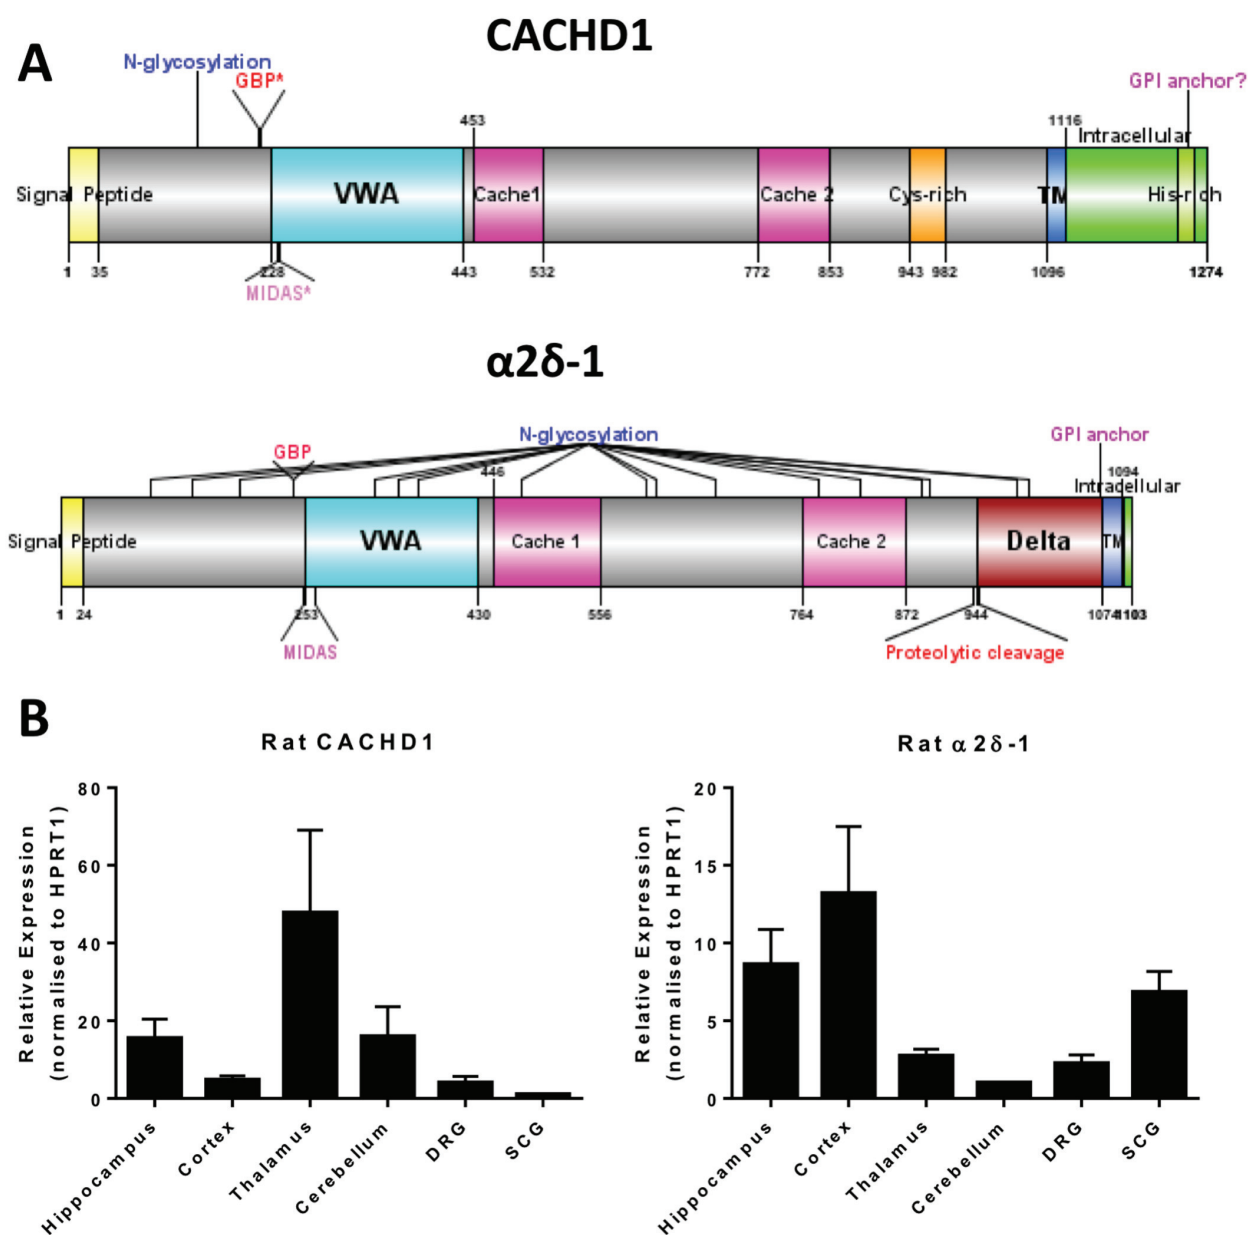 CACHD1
A
N-glycosylation
GBP*
GPI anchor?
453
1116
Intracellular
Signal Peptide
VWA
Cache1
Cache 2
Cys-rich
TM
His-rich
1 35 228 443 532 772 853 943 982 1096 1274
MIDAS*
α2δ-1
N-glycosylation
GPI anchor
GBP
446
1094
Intracellular
Signal Peptide
VWA
Cache 1
Cache 2
Delta
TM
1 24 253 430 556 764 872 944 1074 1103
MIDAS
Proteolytic cleavage
B
Rat CACHD1
Relative Expression
(normalised to HPRT1)
80
60
40
20
0
Hippocampus
Cortex
Thalamus
Cerebellum
DRG
SCG
Rat α2δ-1
Relative Expression
(normalised to HPRT1)
20
15
10
5
0
Hippocampus
Cortex
Thalamus
Cerebellum
DRG
SCG